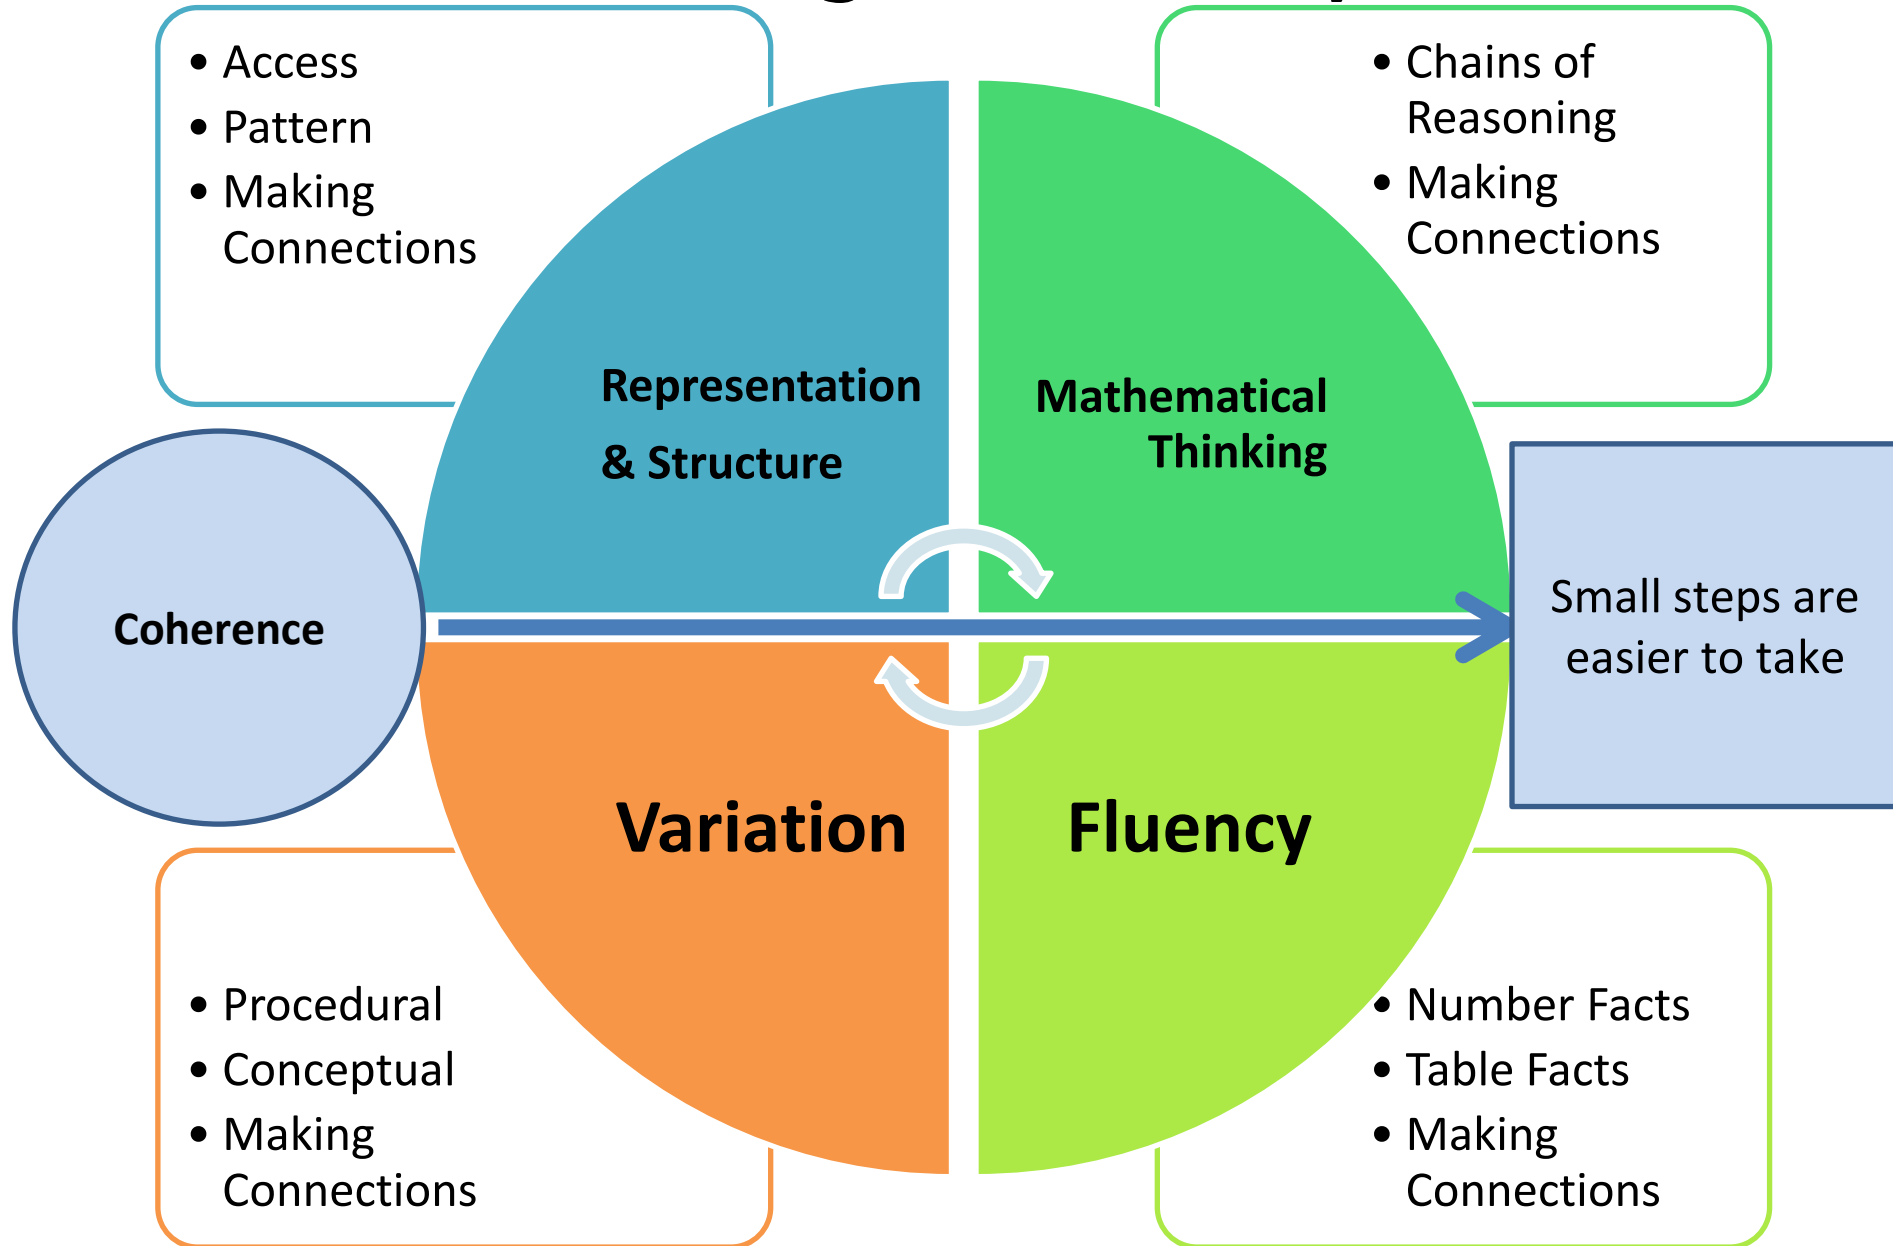 • Access
• Pattern
• Making
Connections
• Chains of
Reasoning
• Making
Connections
Representation
& Structure
Mathematical
Thinking
Coherence
Small steps are
easier to take
Variation
Fluency
• Procedural
• Conceptual
• Making
Connections
• Number Facts
• Table Facts
• Making
Connections